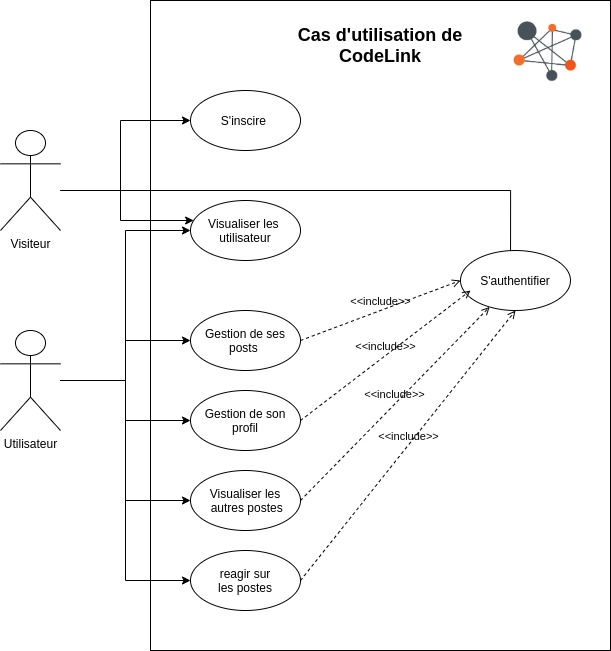 Cas d'utilisation de
CodeLink
S'inscire
Visiteur
Visualiser les
utilisateur
S'authentifier
<<include>>
Gestion de ses
posts
<<include>>
<<include>>
Gestion de son
profil
<<include>>
Utilisateur
Visualiser les
autres postes
reagir sur
les postes